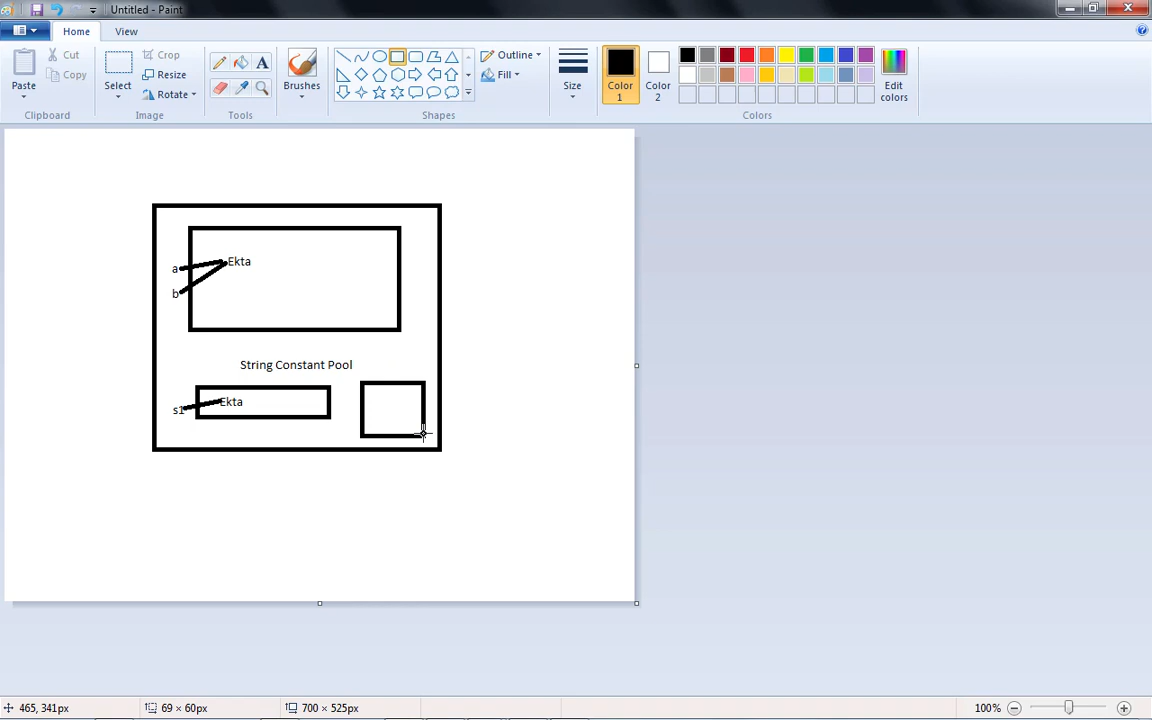 Untitled - Paint
Home
View
Paste
Cut
Copy
Clipboard
Select
Crop
Resize
Rotate
Image
A
Tools
Brushes
Shapes
Outline
Fill
Size
Color 1
Color 2
Edit colors
Colors
Ekta
a
b
String Constant Pool
Ekta
s1
465, 341px
69 × 60px
700 × 525px
100%